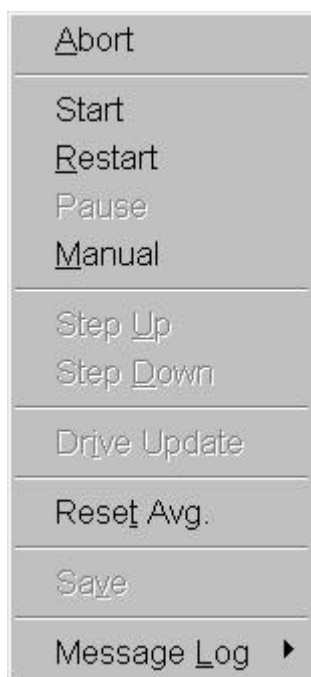 Abort
Start
Restart
Pause
Manual
Step Up
Step Down
Drive Update
Reset Avg.
Save
Message Log